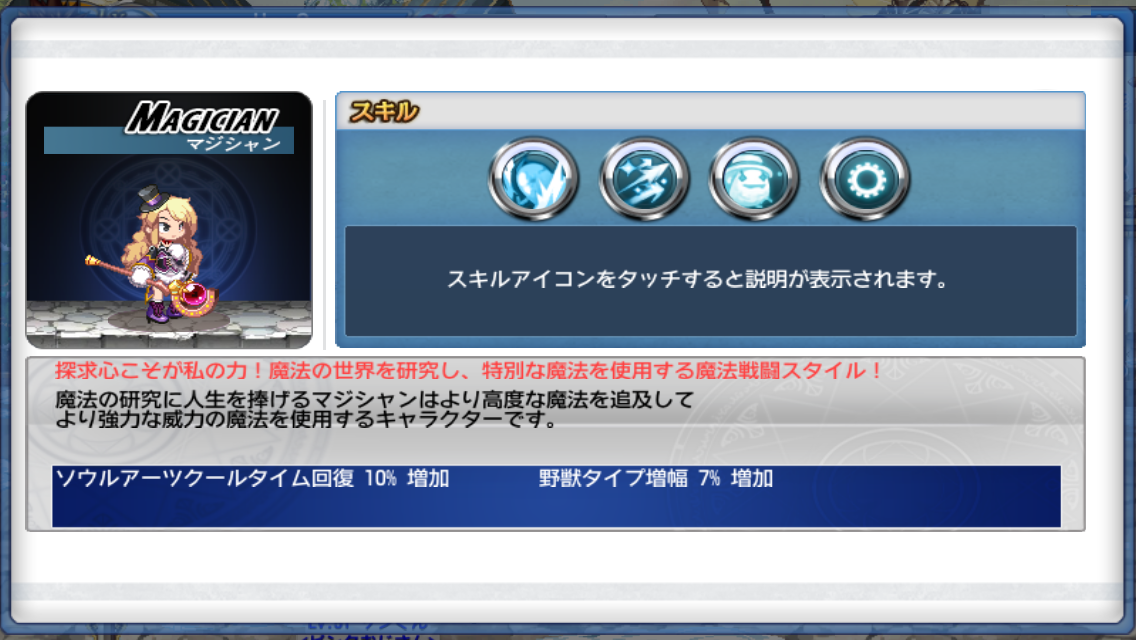 MAGICIAN
マジシャン
スキル
スキルアイコンをタッチすると説明が表示されます。
探求心こそが私の力！魔法の世界を研究し、特別な魔法を使用する魔法戦闘スタイル！
魔法の研究に人生を捧げるマジシャンはより高度な魔法を追及して
より強力な威力の魔法を使用するキャラクターです。
ソウルアーツクールタイム回復 10% 増加 野獣タイプ増幅 7% 増加